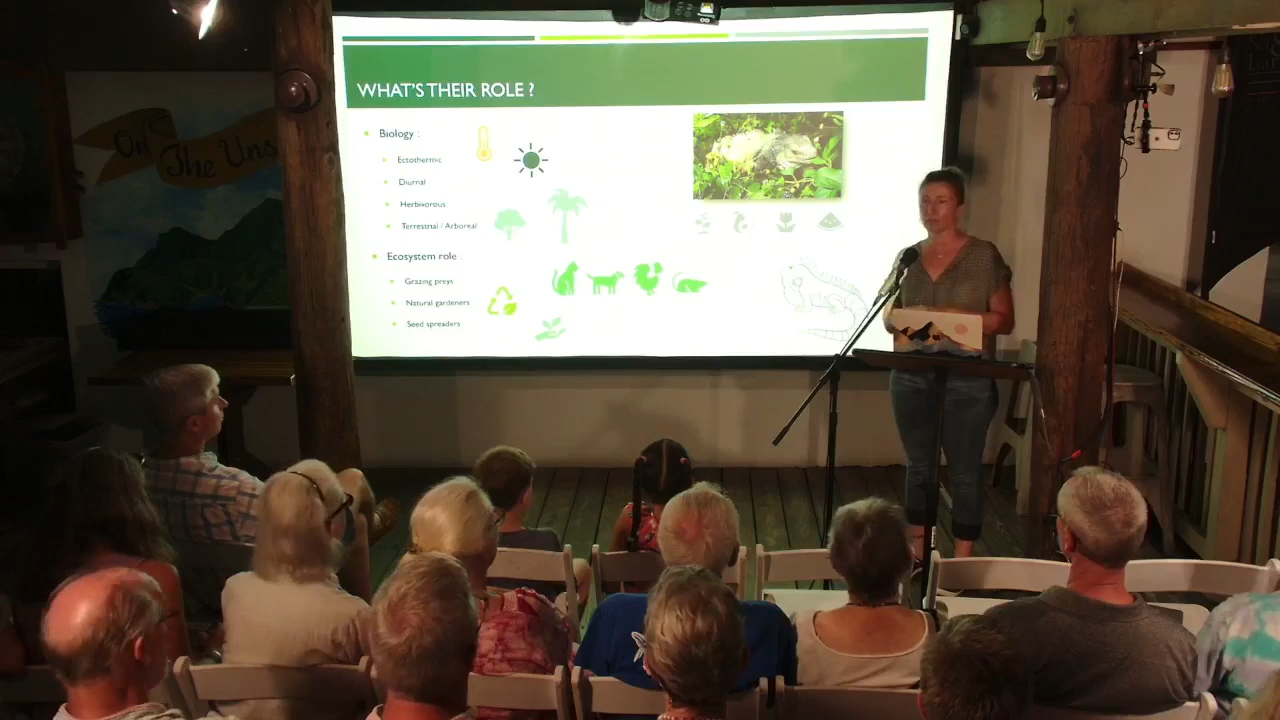 WHAT'S THEIR ROLE ?
Biology :
Ectothermic
Diurnal
Herbivorous
Terrestrial / Arboreal
Ecosystem role :
Grazing preys
Natural gardeners
Seed spreaders
On
The Uns